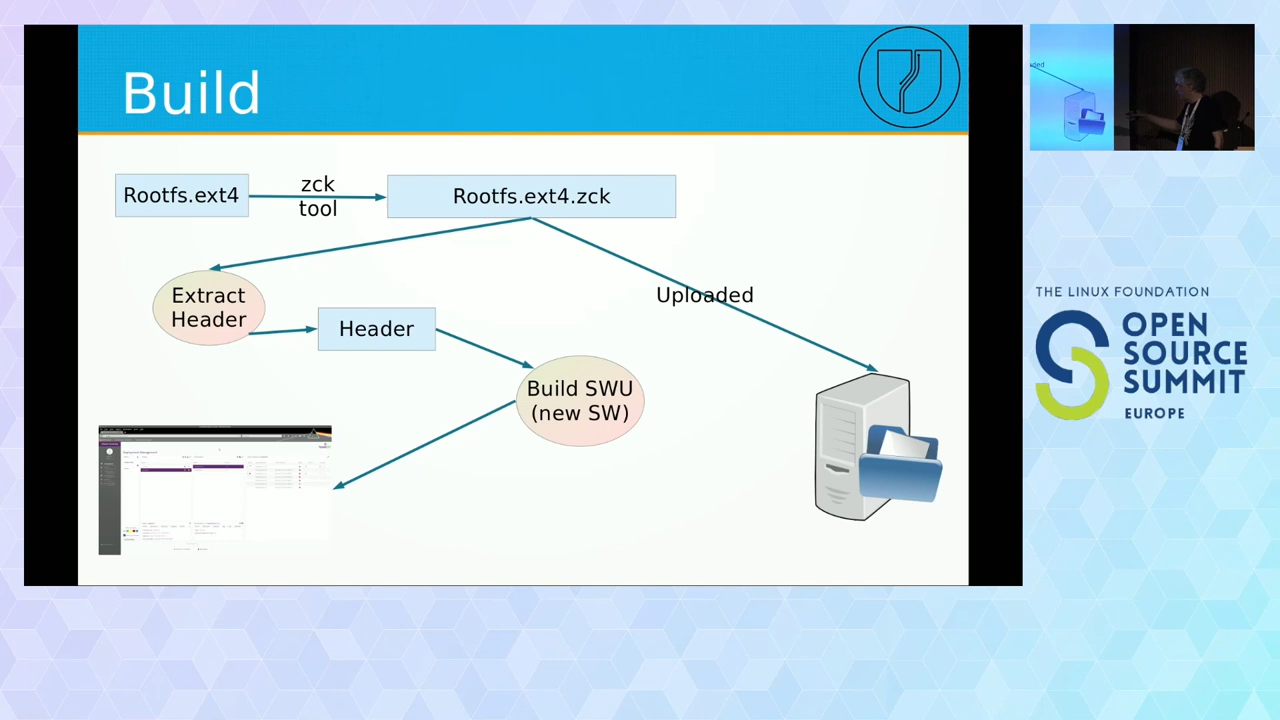 Build
Rootfs.ext4
zck
tool
Rootfs.ext4.zck
Extract
Header
Header
Uploaded
Build SWU
(new SW)
THE LINUX FOUNDATION
OPEN
SOURCE
SUMMIT
EUROPE